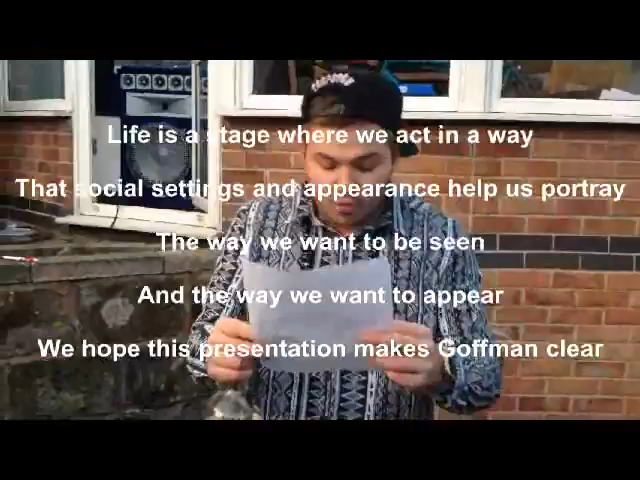 Life is a stage where we act in a way
That social settings and appearance help us portray
The way we want to be seen
And the way we want to appear
We hope this presentation makes Goffman clear